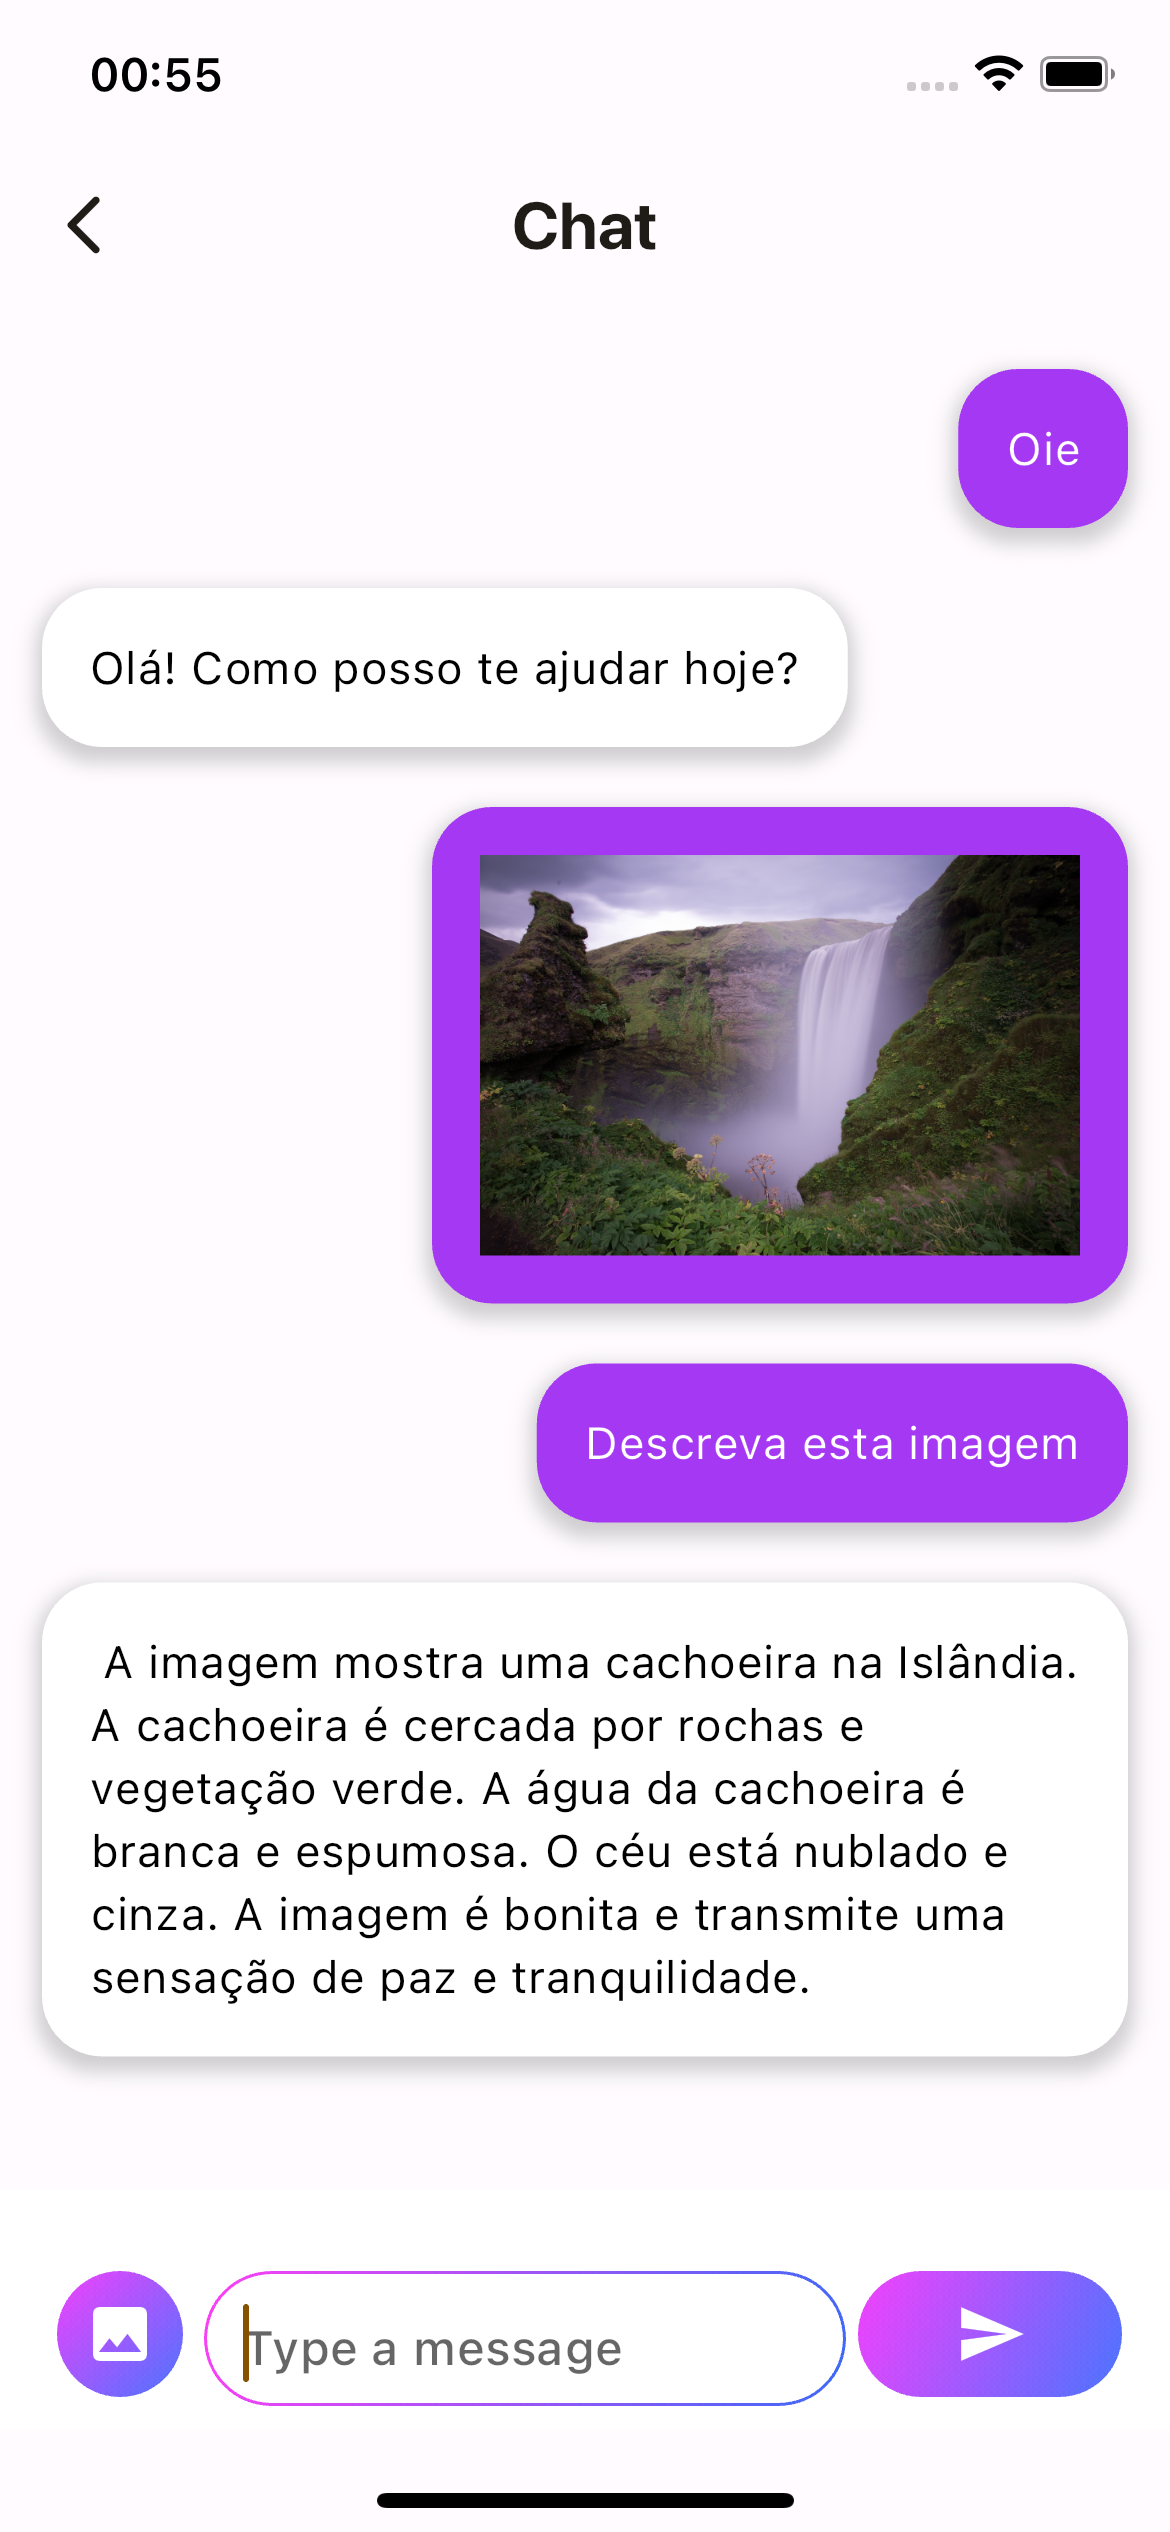 00:55
Chat
Oie
Olá! Como posso te ajudar hoje?
Descreva esta imagem
A imagem mostra uma cachoeira na Islândia.
A cachoeira é cercada por rochas e
vegetação verde. A água da cachoeira é
branca e espumosa. O céu está nublado e
cinza. A imagem é bonita e transmite uma
sensação de paz e tranquilidade.
Type a message